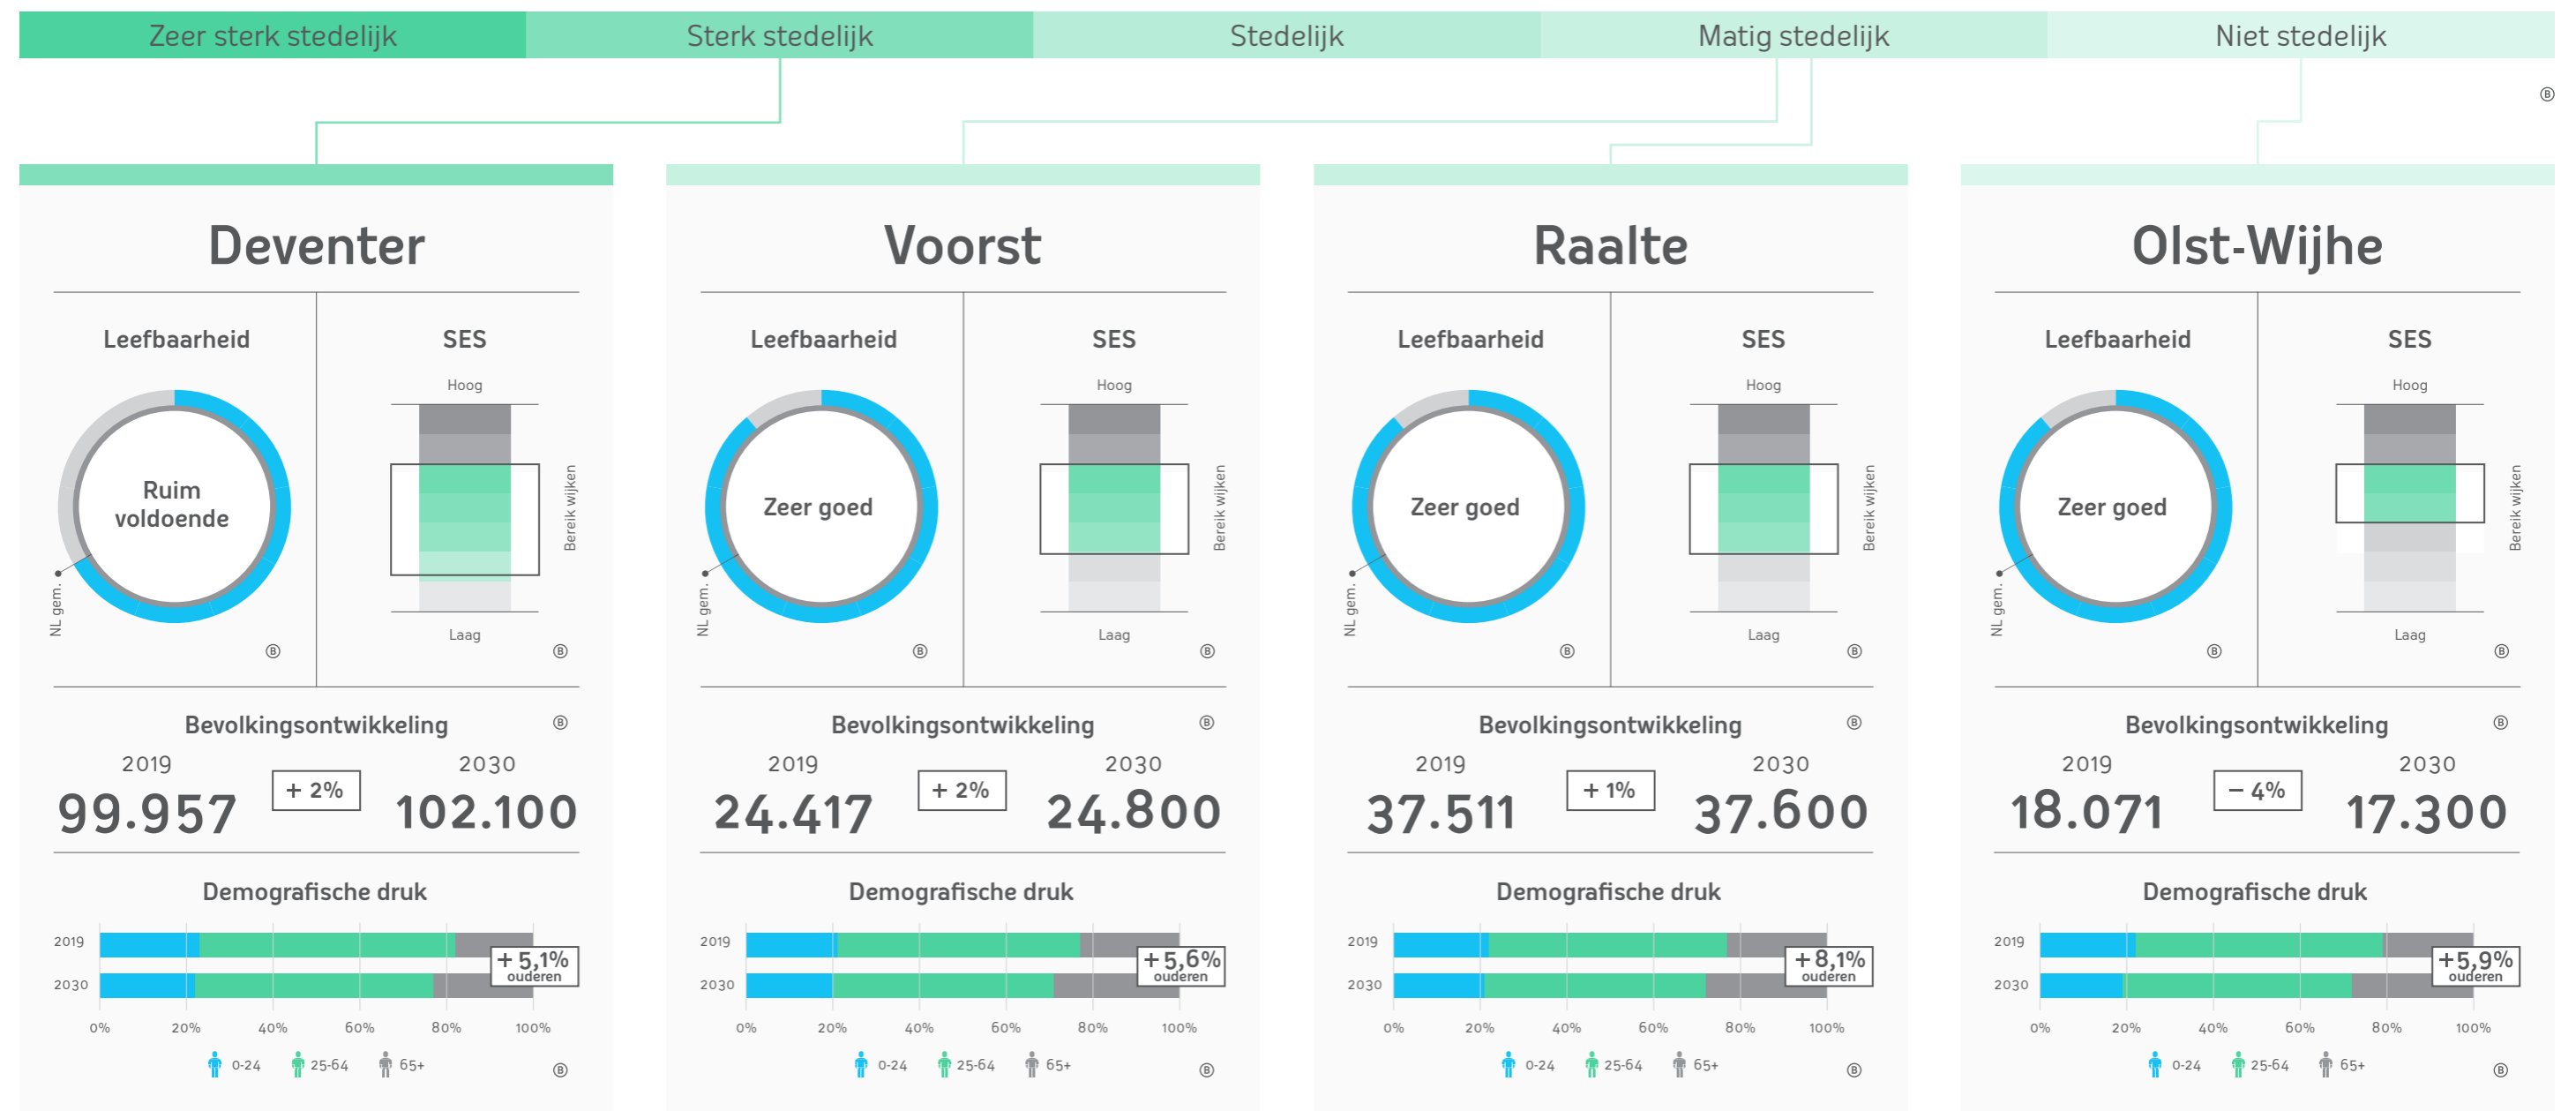 Zeer sterk stedelijk
Sterk stedelijk
Stedelijk
Matig stedelijk
Niet stedelijk
B
Deventer
Leefbaarheid
SES
Hoog
Ruim
voldoende
Bereik wijken
NL gem.
Laag
B
B
Bevolkingsontwikkeling
B
2019
2030
99.957
+ 2%
102.100
Demografische druk
2019
+ 5,1%
ouderen
2030
0% 20% 40% 60% 80% 100%
0-24 25-64 65+
B
Voorst
Leefbaarheid
SES
Hoog
Zeer goed
Bereik wijken
NL gem.
Laag
B
B
Bevolkingsontwikkeling
B
2019
2030
24.417
+ 2%
24.800
Demografische druk
2019
+ 5,6%
ouderen
2030
0% 20% 40% 60% 80% 100%
0-24 25-64 65+
B
Raalte
Leefbaarheid
SES
Hoog
Zeer goed
Bereik wijken
NL gem.
Laag
B
B
Bevolkingsontwikkeling
B
2019
2030
37.511
+ 1%
37.600
Demografische druk
2019
+ 8,1%
ouderen
2030
0% 20% 40% 60% 80% 100%
0-24 25-64 65+
B
Olst-Wijhe
Leefbaarheid
SES
Hoog
Zeer goed
Bereik wijken
NL gem.
Laag
B
B
Bevolkingsontwikkeling
B
2019
2030
18.071
− 4%
17.300
Demografische druk
2019
+5,9%
ouderen
2030
0% 20% 40% 60% 80% 100%
0-24 25-64 65+
B